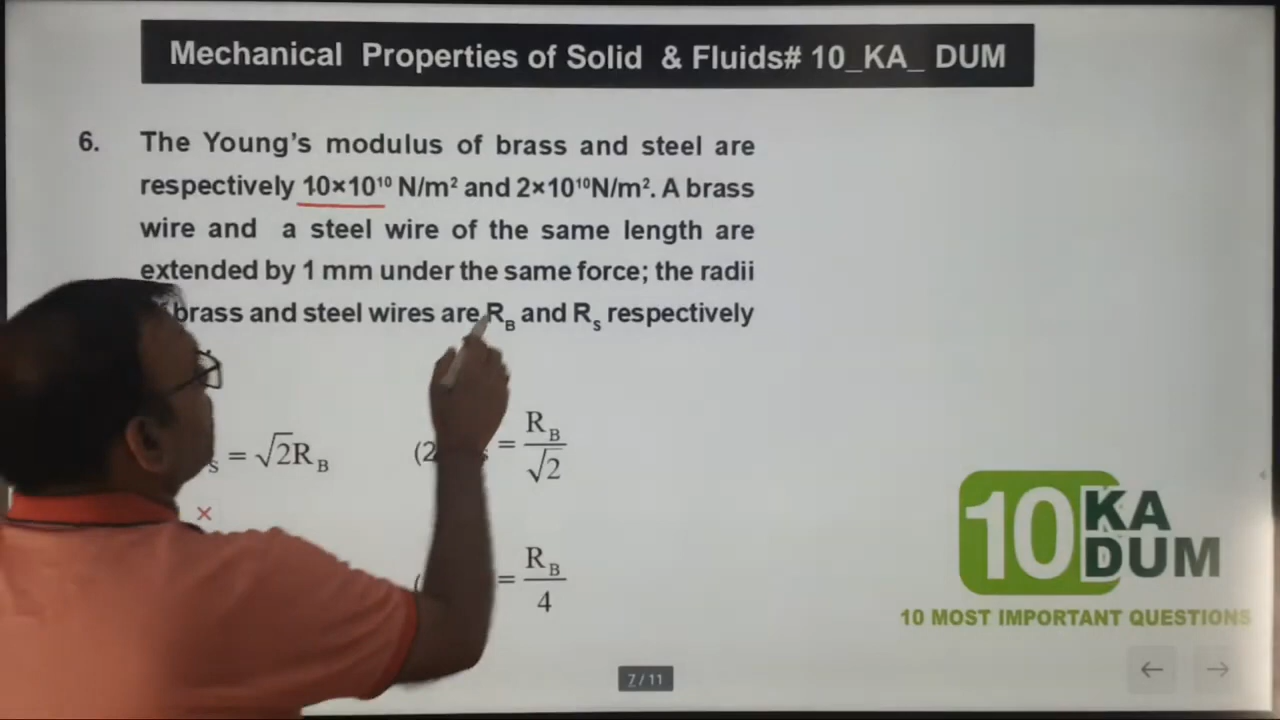 Mechanical Properties of Solid & Fluids# 10_KA_ DUM
6. The Young's modulus of brass and steel are
respectively 10×10¹⁰ N/m² and 2×10¹⁰N/m². A brass
wire and a steel wire of the same length are
extended by 1 mm under the same force; the radii
brass and steel wires are R_B and R_S respectively
S = √2R_B
(2 = R_B/√2
= R_B/4
10 KA
DUM
10 MOST IMPORTANT QUESTIONS
7 / 11